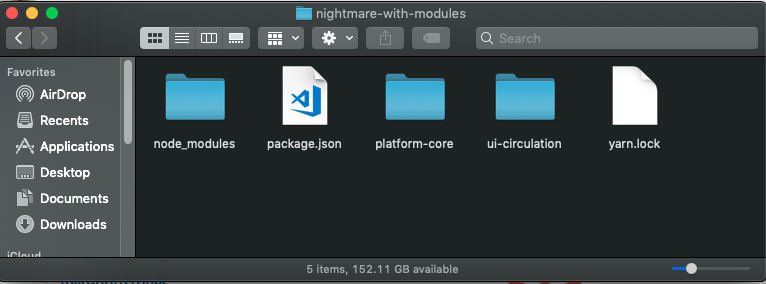 nightmare-with-modules
Search
Favorites
AirDrop
Recents
Applications
Desktop
Documents
Downloads
node_modules
package.json
platform-core
ui-circulation
yarn.lock
5 items, 152.11 GB available